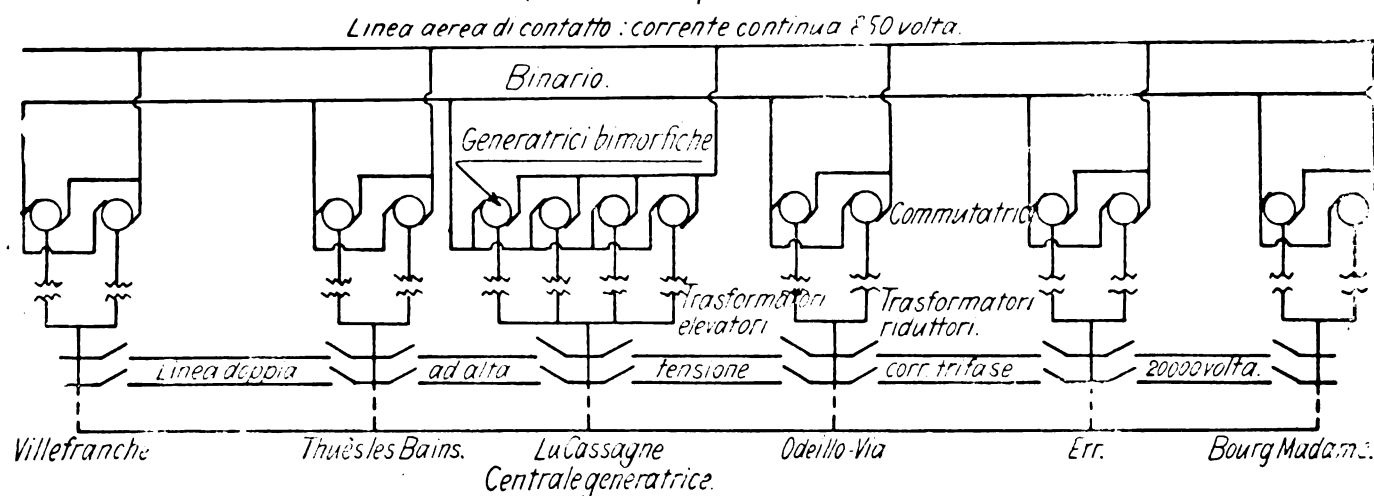 Linea aerea di contatto: corrente continua 850 volta.
Binario.
Generatrici bimorfiche
Commutatrici
Trasformatori elevatori
Trasformatori riduttori.
Linea doppia ad alta tensione corr. trifase 20000 volta.
Villefranche Thuès les Bains. La Cassagne Odeillo-Via Err. Bourg Madame.
Centrale generatrice.